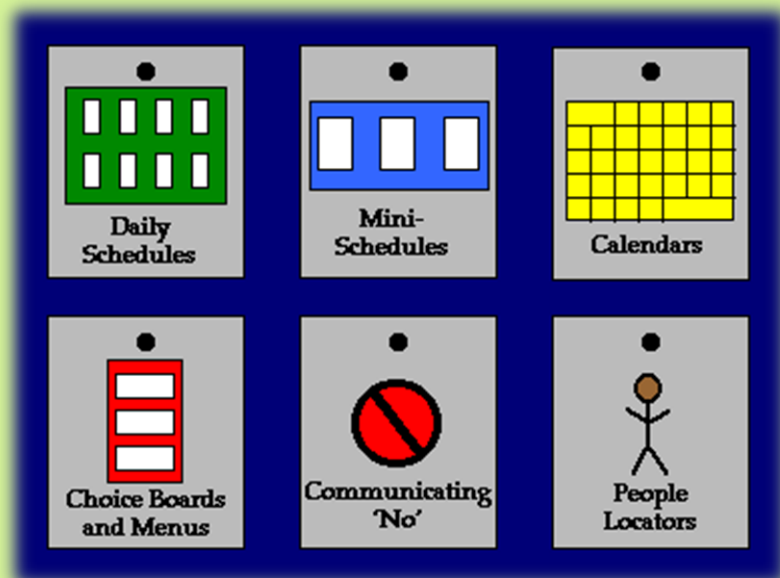 Daily
Schedules
Mini-
Schedules
Calendars
Choice Boards
and Menus
Communicating
'No'
People
Locators